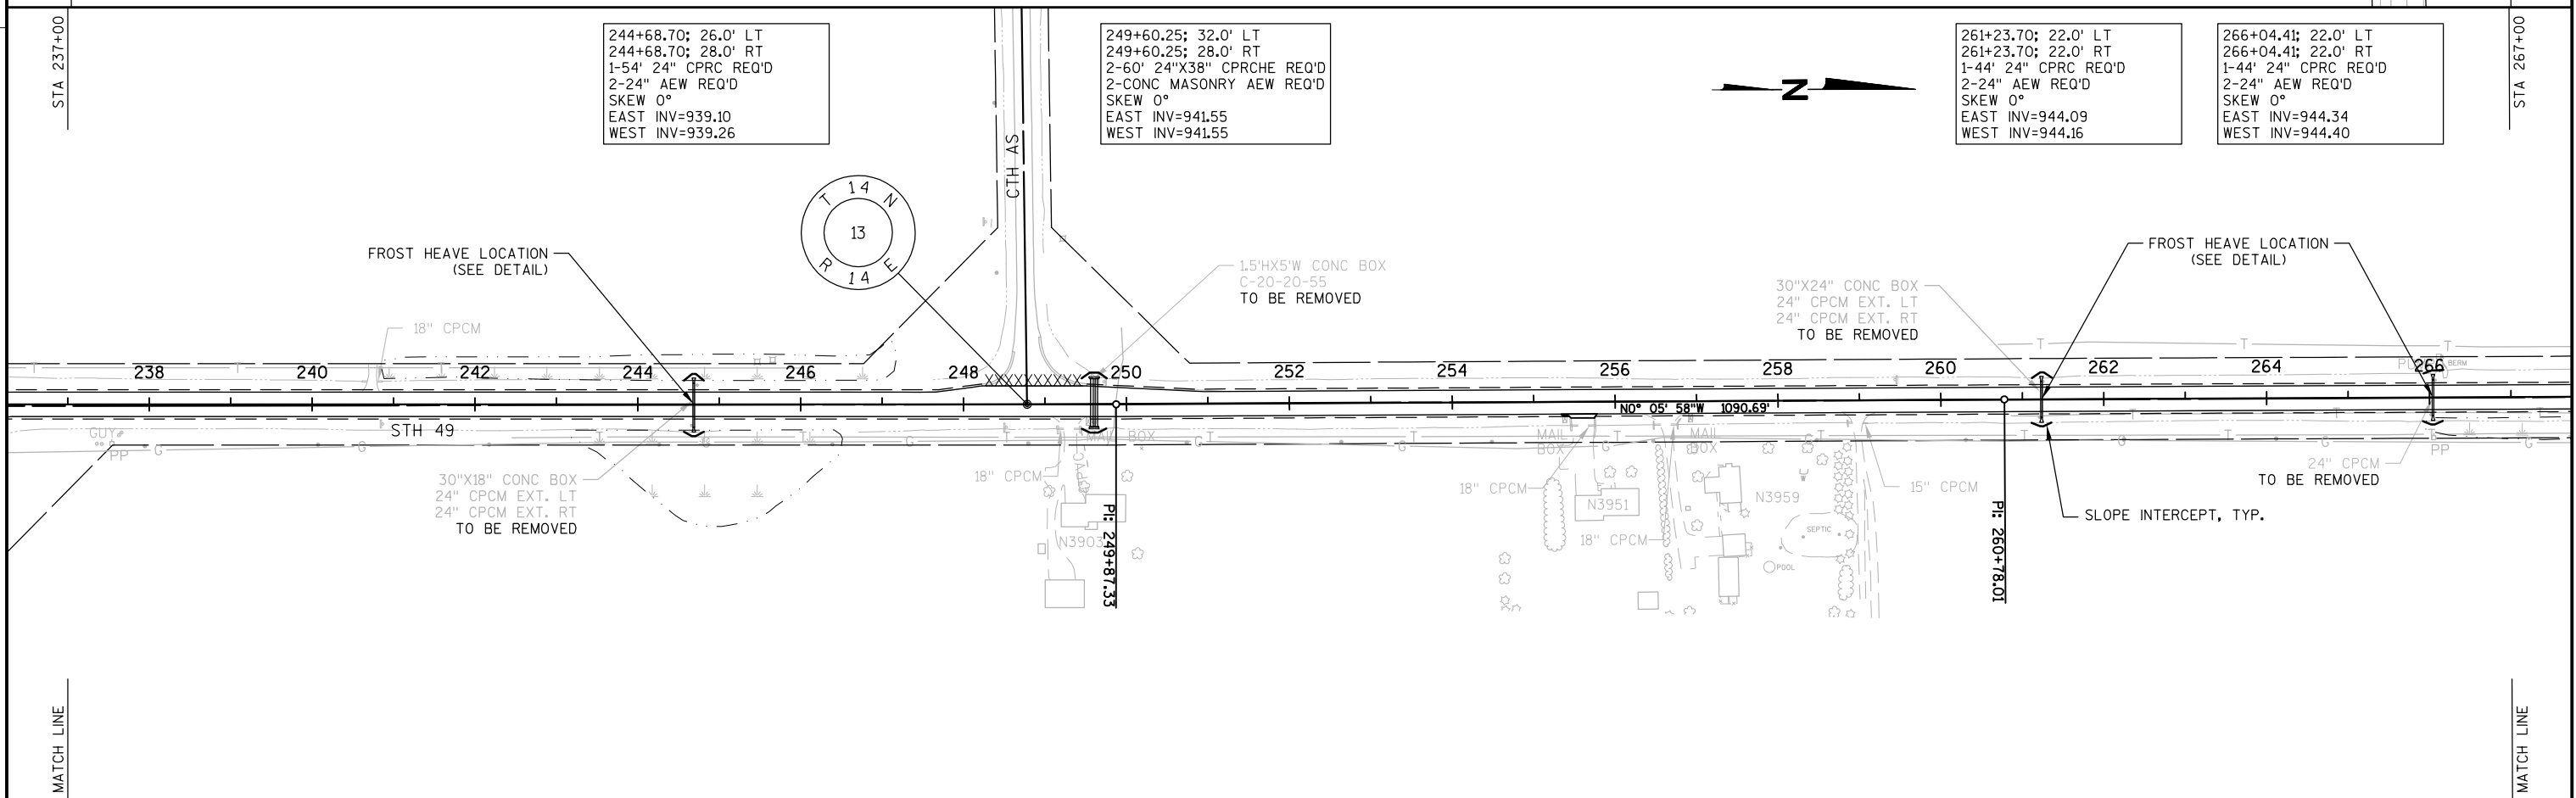 STA 237+00
244+68.70; 26.0' LT
244+68.70; 28.0' RT
1-54' 24" CPRC REQ'D
2-24" AEW REQ'D
SKEW 0°
EAST INV=939.10
WEST INV=939.26
CTH AS
249+60.25; 32.0' LT
249+60.25; 28.0' RT
2-60' 24"X38" CPRCHE REQ'D
2-CONC MASONRY AEW REQ'D
SKEW 0°
EAST INV=941.55
WEST INV=941.55
N
261+23.70; 22.0' LT
261+23.70; 22.0' RT
1-44' 24" CPRC REQ'D
2-24" AEW REQ'D
SKEW 0°
EAST INV=944.09
WEST INV=944.16
266+04.41; 22.0' LT
266+04.41; 22.0' RT
1-44' 24" CPRC REQ'D
2-24" AEW REQ'D
SKEW 0°
EAST INV=944.34
WEST INV=944.40
STA 267+00
T 14 N
13
R 14 E
FROST HEAVE LOCATION
(SEE DETAIL)
1.5'HX5'W CONC BOX
C-20-20-55
TO BE REMOVED
30"X24" CONC BOX
24" CPCM EXT. LT
24" CPCM EXT. RT
TO BE REMOVED
FROST HEAVE LOCATION
(SEE DETAIL)
18" CPCM
BERM
238 240 242 244 246 248 250 252 254 256 258 260 262 264 266
N0° 05' 58"W 1090.69'
STH 49
GUY
PP
MAIL BOX
MAIL
BOX
MAIL
BOX
PP
30"X18" CONC BOX
24" CPCM EXT. LT
24" CPCM EXT. RT
TO BE REMOVED
18" CPCM
N3903
PI: 249+87.33
18" CPCM
N3951
18" CPCM
N3959
SEPTIC
POOL
15" CPCM
PI: 260+78.01
24" CPCM
TO BE REMOVED
SLOPE INTERCEPT, TYP.
MATCH LINE
MATCH LINE